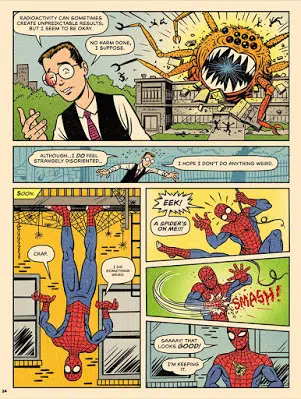 RADIOACTIVITY CAN SOMETIMES
CREATE UNPREDICTABLE RESULTS,
BUT I SEEM TO BE OKAY.
NO HARM DONE,
I SUPPOSE.
ALTHOUGH...I DO FEEL
STRANGELY DISORIENTED...
I HOPE I DON'T DO ANYTHING WEIRD.
SOON.
CRAP.
I DID
SOMETHING
WEIRD.
EEK!
A SPIDER'S
ON ME!!!
SMASH!
SAAAAY! THAT
LOOKS GOOD!
I'M KEEPING
IT.
24